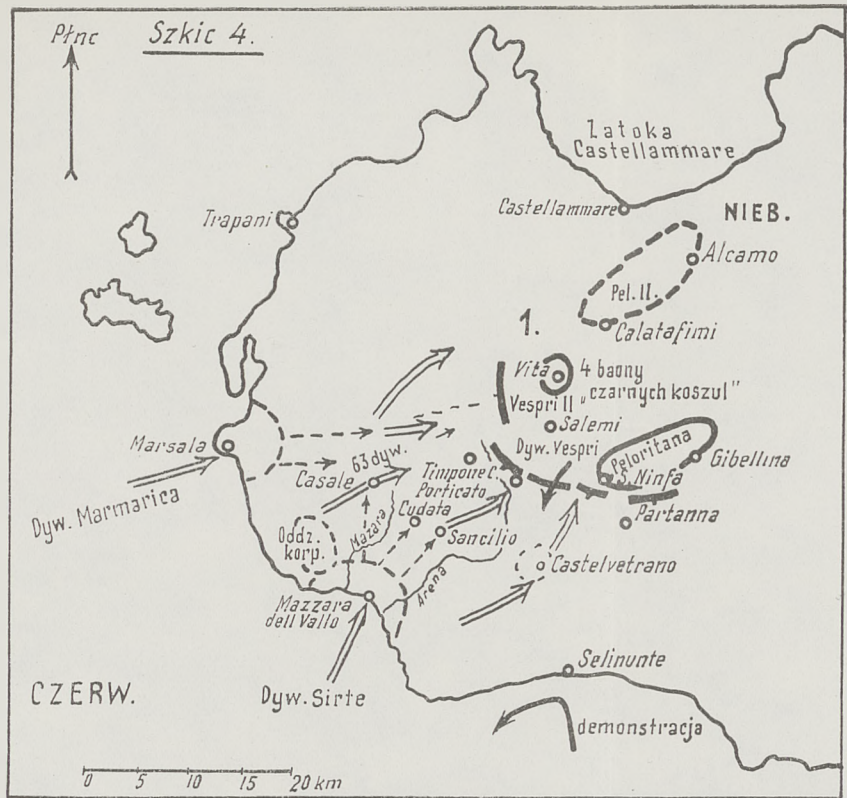 Płnc
Szkic 4.
Zatoka
Castellammare
Trapani
Castellammare
NIEB.
Alcamo
Pel. II.
Calatafimi
1.
Vita
4 baony
Vespri II „czarnych koszul"
Salemi
Marsala
Dyw. Vespri
Peloritana
Gibellina
63 dyw.
Casale
Timpone C.
S. Ninfa
Porticato
Dyw. Marmarica
Cudata
Partanna
Oddz.
korp.
Mazara
Sancilio
Castelvetrano
Arena
Mazzara
dell Vallo
Selinunte
CZERW.
Dyw. Sirte
demonstracja
0 5 10 15 20 km